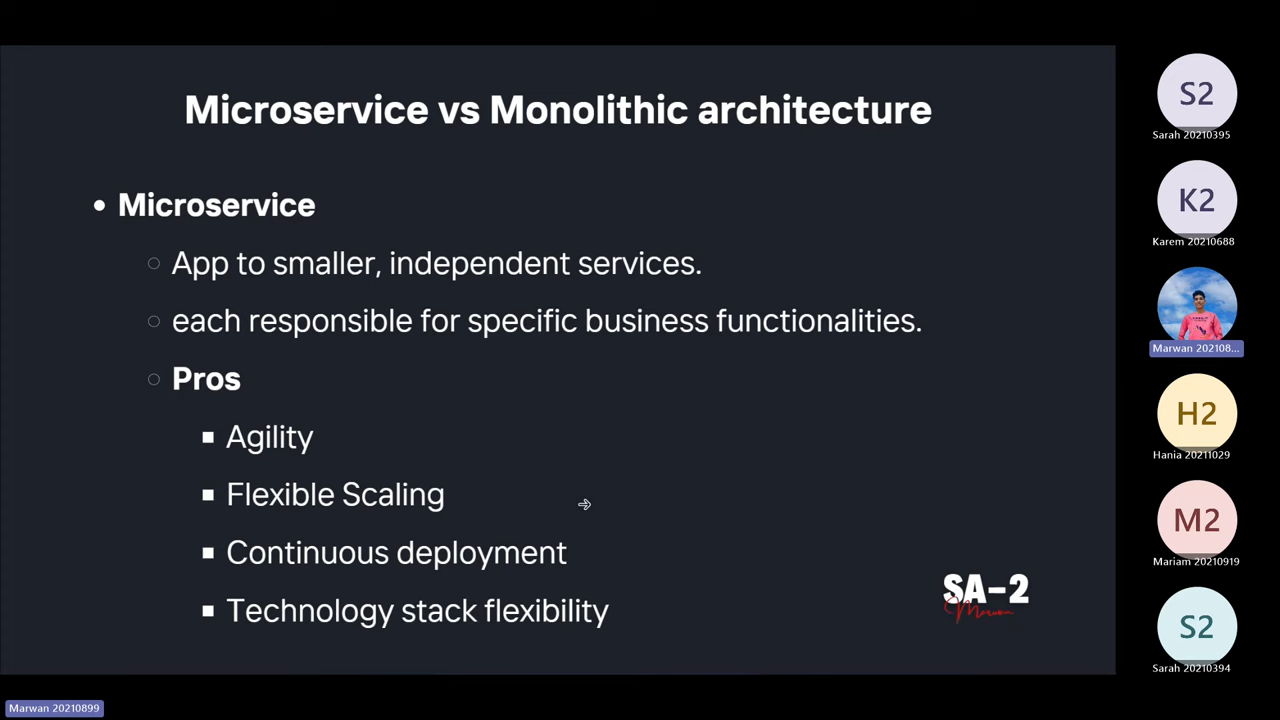 Microservice vs Monolithic architecture
• Microservice
○ App to smaller, independent services.
○ each responsible for specific business functionalities.
○ Pros
▪ Agility
▪ Flexible Scaling
▪ Continuous deployment
▪ Technology stack flexibility
SA-2
Marwan
S2
Sarah 20210395
K2
Karem 20210688
Marwan 202108...
H2
Hania 20211029
M2
Mariam 20210919
S2
Sarah 20210394
Marwan 20210899